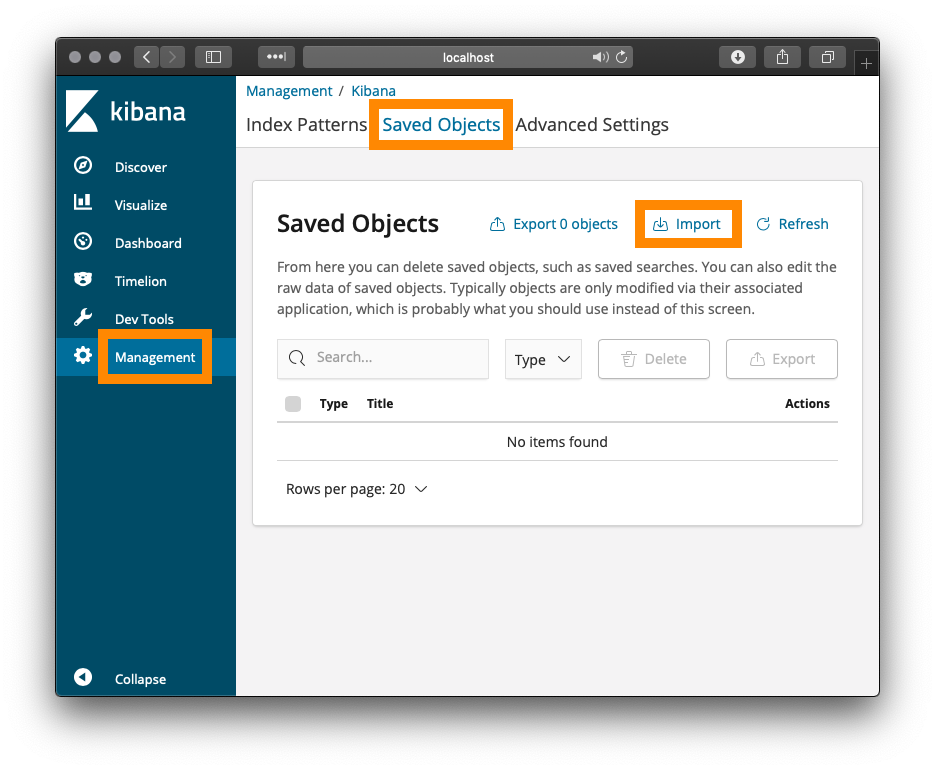 localhost
kibana
Discover
Visualize
Dashboard
Timelion
Dev Tools
Management
Collapse
Management / Kibana
Index Patterns Saved Objects Advanced Settings
Saved Objects Export 0 objects Import Refresh
From here you can delete saved objects, such as saved searches. You can also edit the
raw data of saved objects. Typically objects are only modified via their associated
application, which is probably what you should use instead of this screen.
Search... Type Delete Export
Type Title Actions
No items found
Rows per page: 20